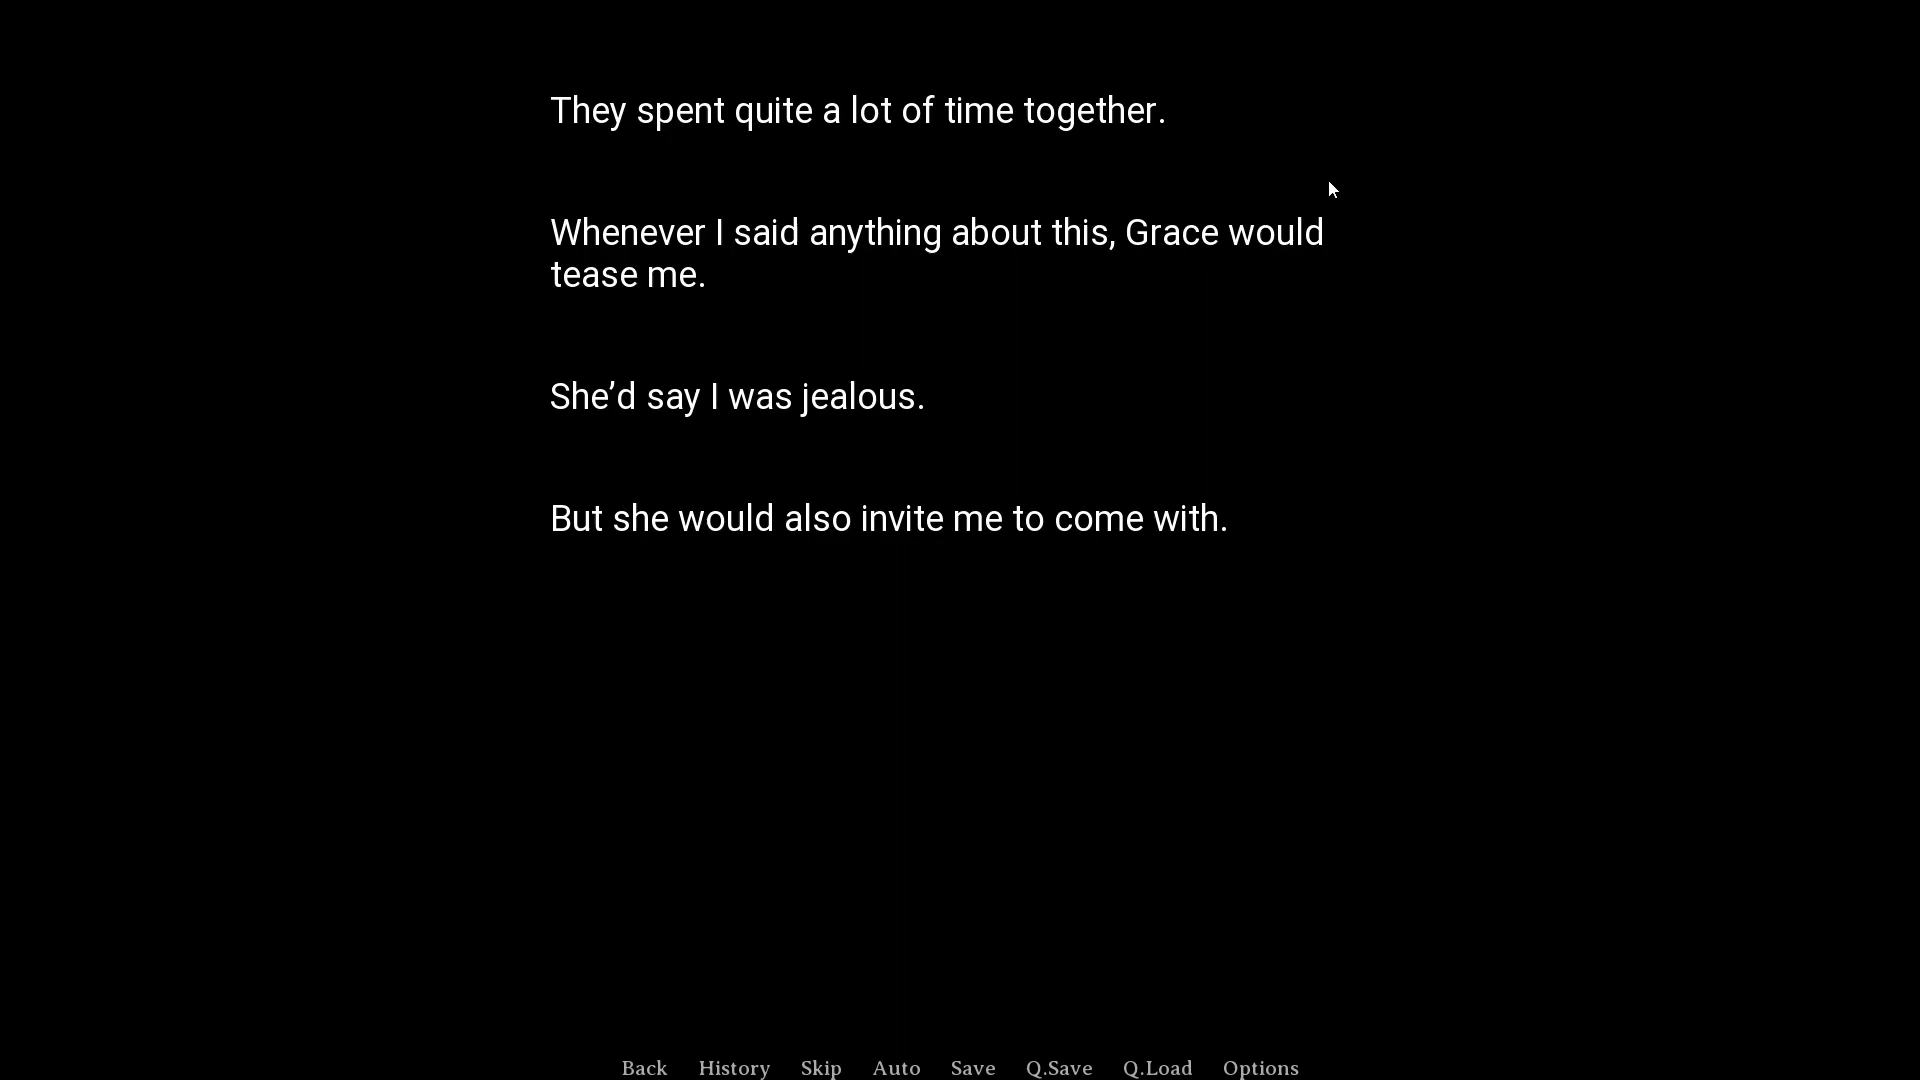 They spent quite a lot of time together.
Whenever I said anything about this, Grace would
tease me.
She’d say I was jealous.
But she would also invite me to come with.
Back History Skip Auto Save Q.Save Q.Load Options